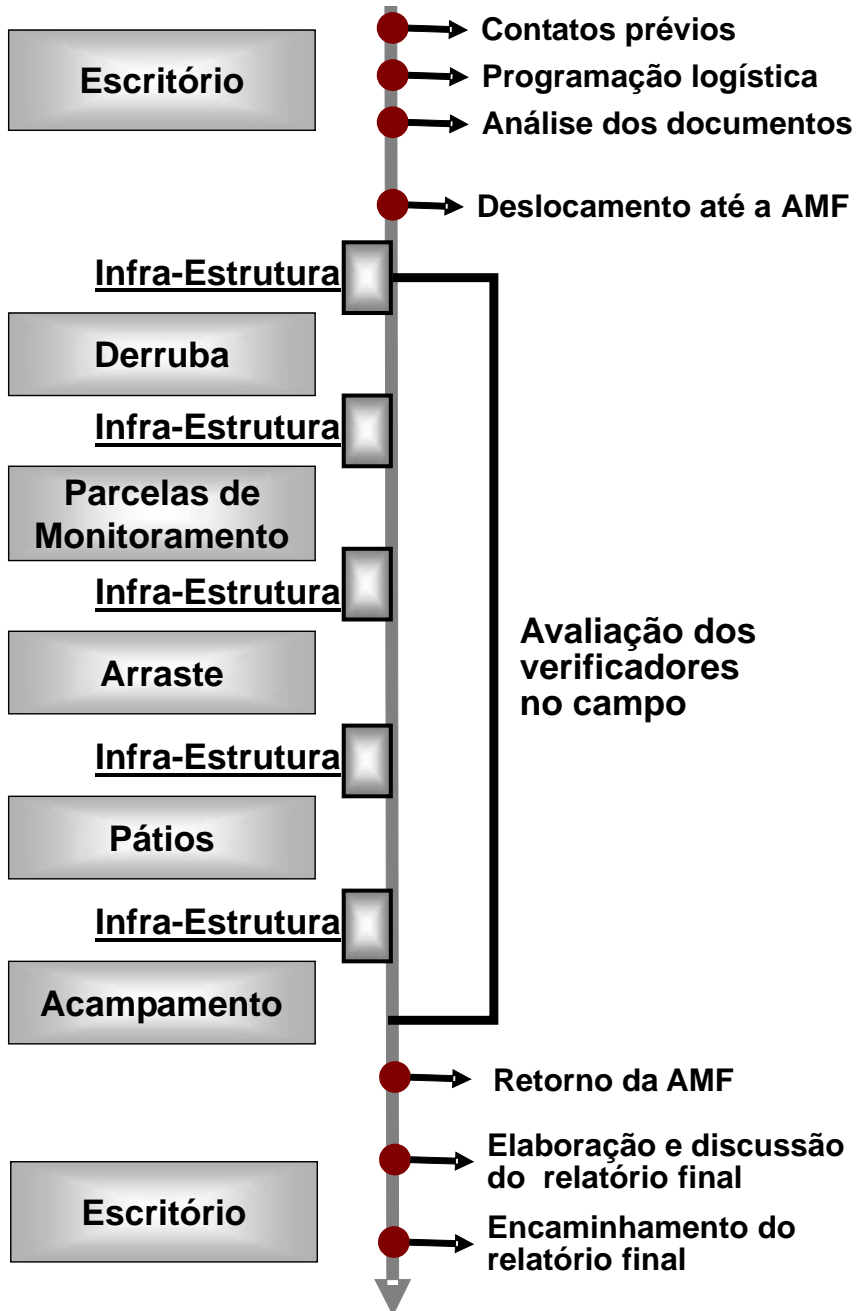 Contatos prévios
Escritório
Programação logística
Análise dos documentos
Deslocamento até a AMF
Infra-Estrutura
Derruba
Infra-Estrutura
Parcelas de
Monitoramento
Infra-Estrutura
Avaliação dos
verificadores
no campo
Arraste
Infra-Estrutura
Pátios
Infra-Estrutura
Acampamento
Retorno da AMF
Elaboração e discussão
do relatório final
Escritório
Encaminhamento do
relatório final